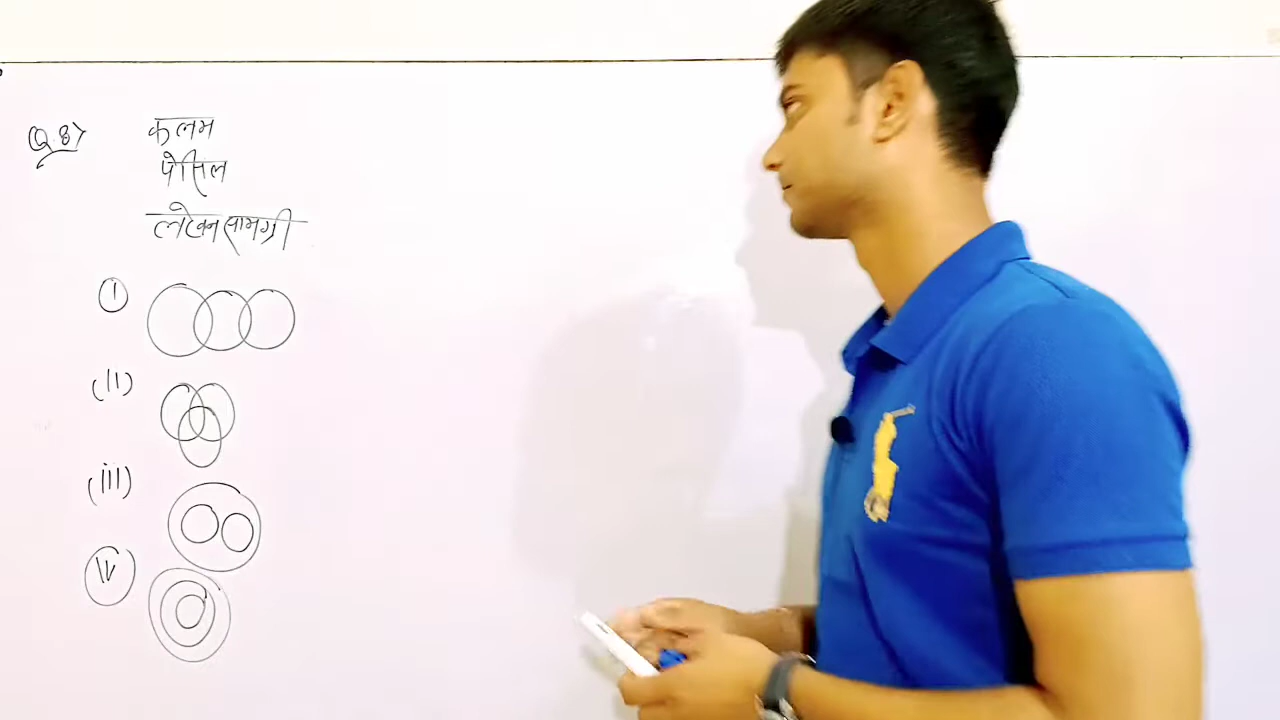 Q 8>
कलम
पेंसिल
लेखन सामग्री
(i)
(ii)
(iii)
(iv)